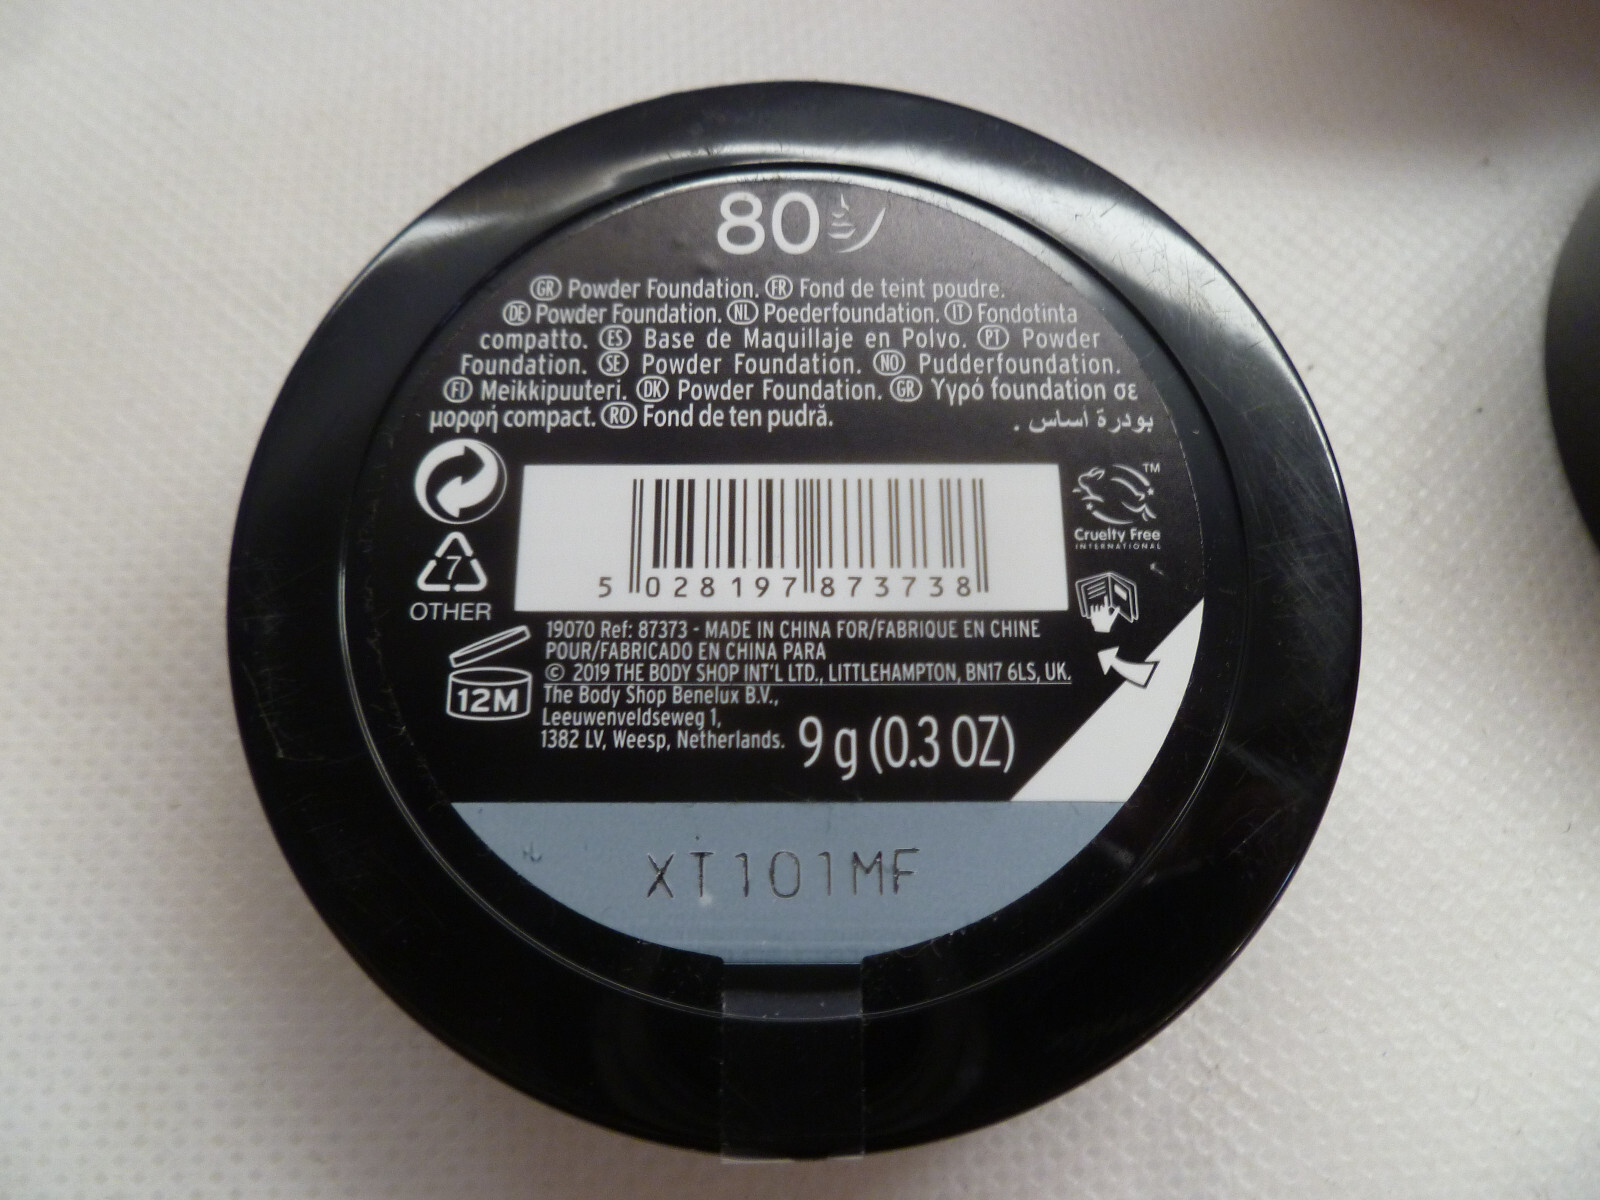 80
GR Powder Foundation. FR Fond de teint poudre.
DE Powder Foundation. NL Poederfoundation. IT Fondotinta
compatto. ES Base de Maquillaje en Polvo. PT Powder
Foundation. SE Powder Foundation. NO Pudderfoundation.
FI Meikkipuuteri. DK Powder Foundation. GR Υγρό foundation σε
μορφή compact. RO Fond de ten pudră.
بودرة أساس .
TM
Cruelty Free
INTERNATIONAL
7
OTHER
5 028197 873738
19070 Ref: 87373 - MADE IN CHINA FOR/FABRIQUE EN CHINE
POUR/FABRICADO EN CHINA PARA
© 2019 THE BODY SHOP INT'L LTD., LITTLEHAMPTON, BN17 6LS, UK.
The Body Shop Benelux B.V.,
Leeuwenveldseweg 1,
1382 LV, Weesp, Netherlands.
12M
9 g (0.3 OZ)
XT101MF